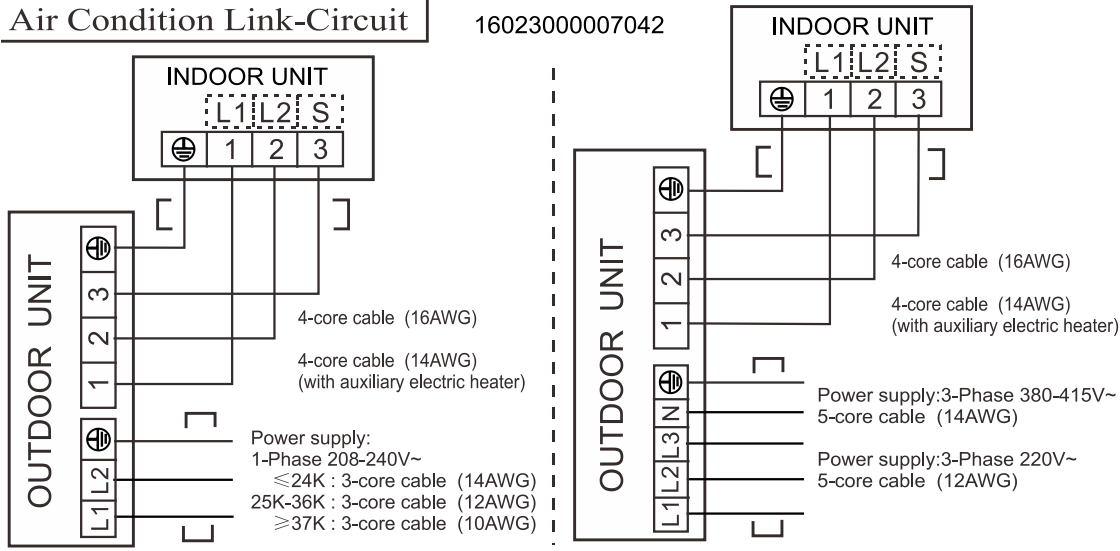 Air Condition Link-Circuit
16023000007042
INDOOR UNIT
L1 L2 S
1 2 3
OUTDOOR UNIT
3
2
1
L2
L1
4-core cable (16AWG)
4-core cable (14AWG)
(with auxiliary electric heater)
Power supply:
1-Phase 208-240V~
≤24K : 3-core cable (14AWG)
25K-36K : 3-core cable (12AWG)
≥37K : 3-core cable (10AWG)
INDOOR UNIT
L1 L2 S
1 2 3
OUTDOOR UNIT
3
2
1
N
L3
L2
L1
4-core cable (16AWG)
4-core cable (14AWG)
(with auxiliary electric heater)
Power supply:3-Phase 380-415V~
5-core cable (14AWG)
Power supply:3-Phase 220V~
5-core cable (12AWG)